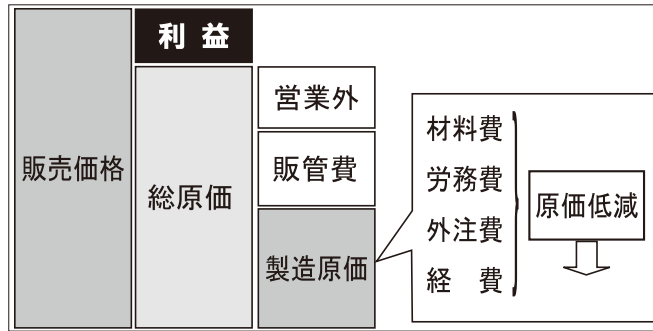 利 益
販売価格
総原価
営業外
販管費
製造原価
材料費
労務費
外注費
経　費
原価低減